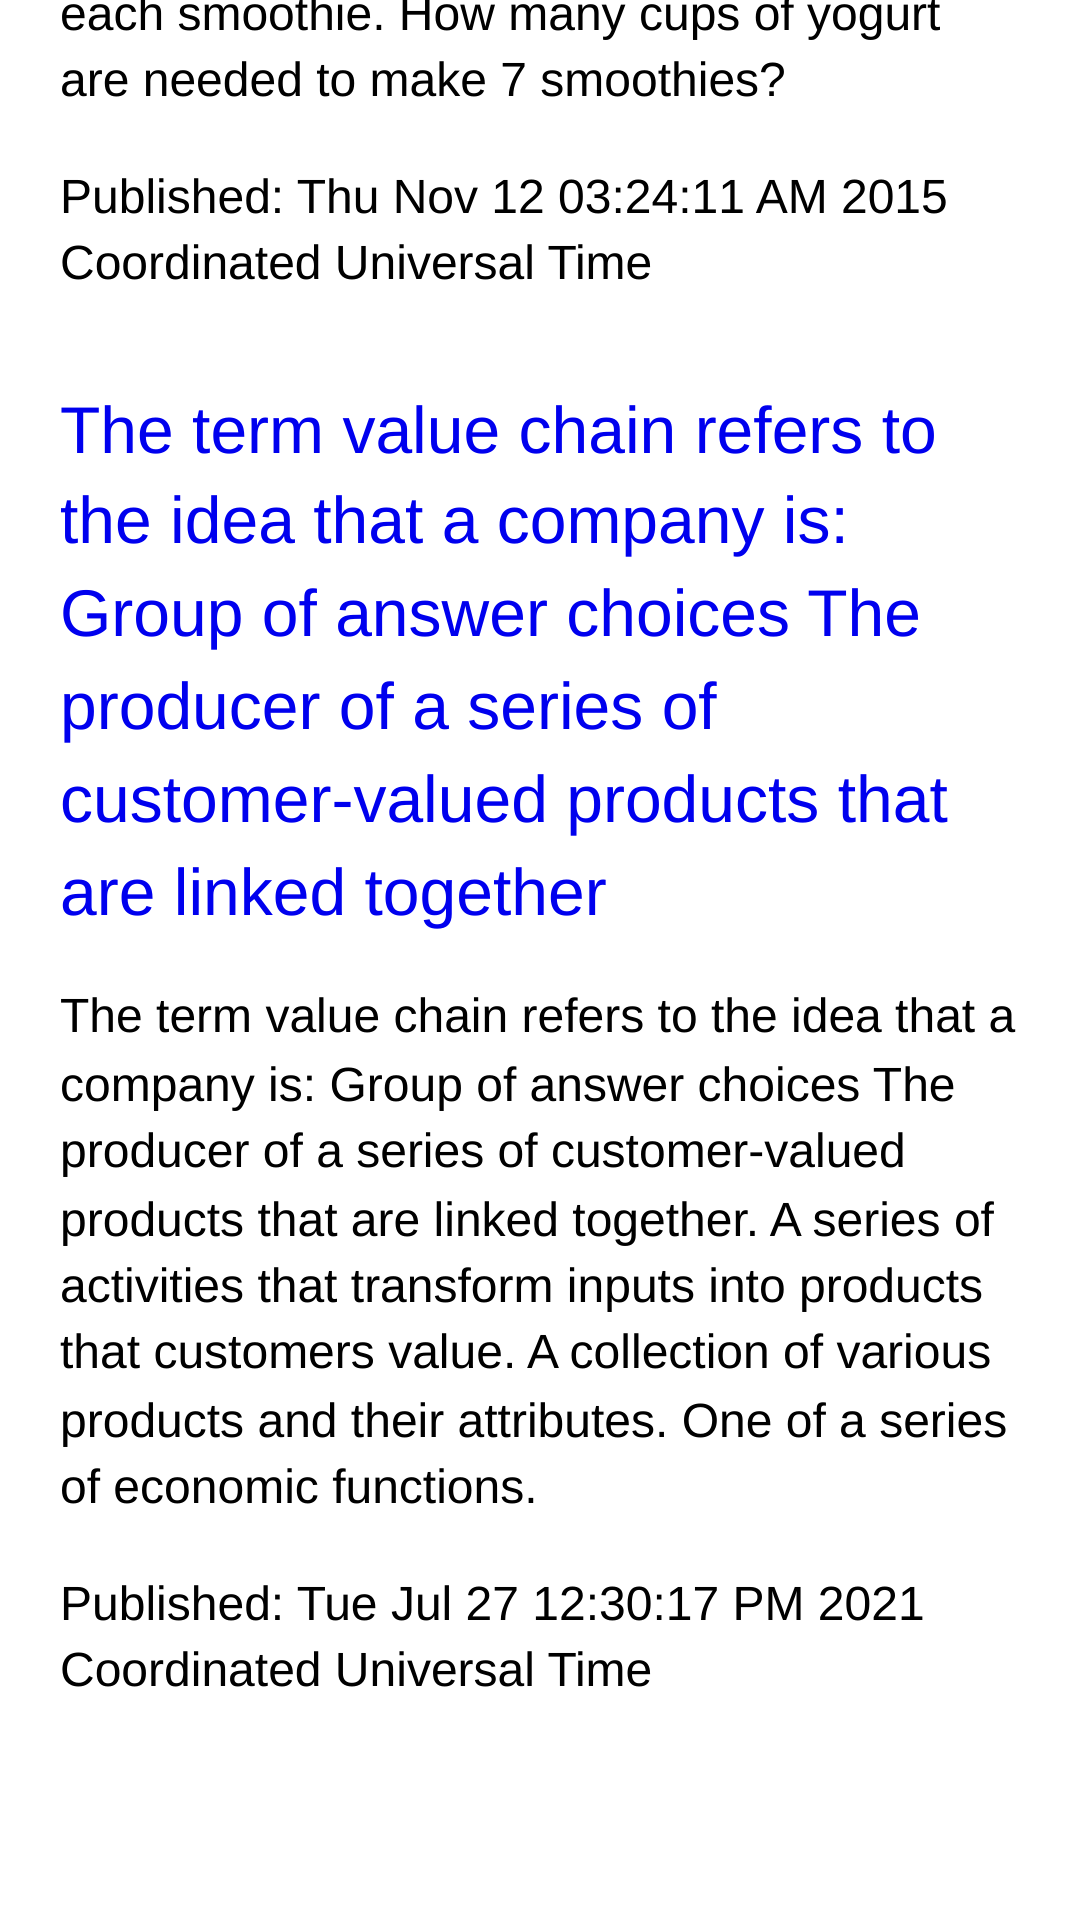 each smoothie. How many cups of yogurt
are needed to make 7 smoothies?
Published: Thu Nov 12 03:24:11 AM 2015
Coordinated Universal Time
The term value chain refers to
the idea that a company is:
Group of answer choices The
producer of a series of
customer-valued products that
are linked together
The term value chain refers to the idea that a
company is: Group of answer choices The
producer of a series of customer-valued
products that are linked together. A series of
activities that transform inputs into products
that customers value. A collection of various
products and their attributes. One of a series
of economic functions.
Published: Tue Jul 27 12:30:17 PM 2021
Coordinated Universal Time